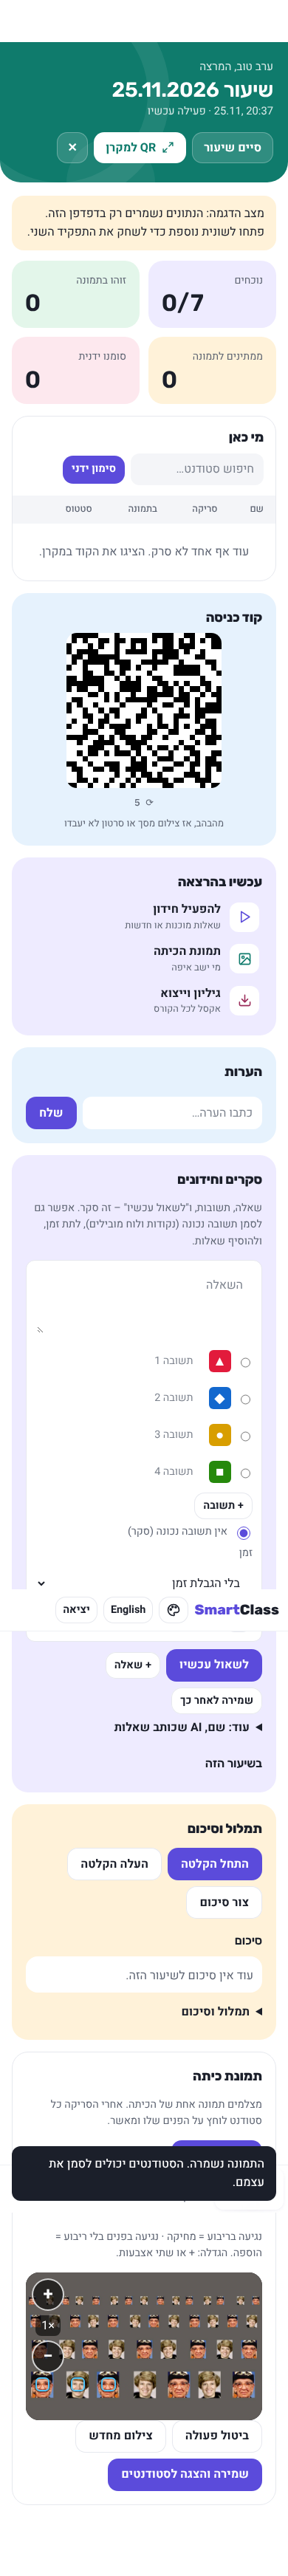 ערב טוב, המרצה
שיעור 25.11.2026
25.11, 20:37 · פעילה עכשיו
סיים שיעור
QR למקרן
×
מצב הדגמה: הנתונים נשמרים רק בדפדפן הזה.
פתחו לשונית נוספת כדי לשחק את התפקיד השני.
נוכחים
0/7
זוהו בתמונה
0
ממתינים לתמונה
0
סומנו ידנית
0
מי כאן
חיפוש סטודנט...
סימון ידני
שם
סריקה
בתמונה
סטטוס
עוד אף אחד לא סרק. הציגו את הקוד במקרן.
קוד כניסה
⟳ 5
מהבהב, אז צילום מסך או סרטון לא יעבדו
עכשיו בהרצאה
להפעיל חידון
שאלות מוכנות או חדשות
תמונת הכיתה
מי ישב איפה
גיליון וייצוא
אקסל לכל הקורס
הערות
כתבו הערה...
שלח
סקרים וחידונים
שאלה, תשובות, ו"לשאול עכשיו" – זה סקר. אפשר גם
לסמן תשובה נכונה (נקודות ולוח מובילים), לתת זמן,
ולהוסיף שאלות.
השאלה
תשובה 1
תשובה 2
תשובה 3
תשובה 4
+ תשובה
אין תשובה נכונה (סקר)
זמן
בלי הגבלת זמן
SmartClass
English
יציאה
לשאול עכשיו
+ שאלה
שמירה לאחר כך
עוד: שם, AI שכותב שאלות
בשיעור הזה
תמלול וסיכום
התחל הקלטה
העלה הקלטה
צור סיכום
סיכום
עוד אין סיכום לשיעור הזה.
תמלול וסיכום
תמונת כיתה
מצלמים תמונה אחת של הכיתה. אחרי הסריקה כל
סטודנט לוחץ על הפנים שלו ומאשר.
התמונה נשמרה. הסטודנטים יכולים לסמן את
עצמם.
נגיעה בריבוע = מחיקה · נגיעה בפנים בלי ריבוע =
הוספה. הגדלה: + או שתי אצבעות.
+
1×
−
ביטול פעולה
צילום מחדש
שמירה והצגה לסטודנטים